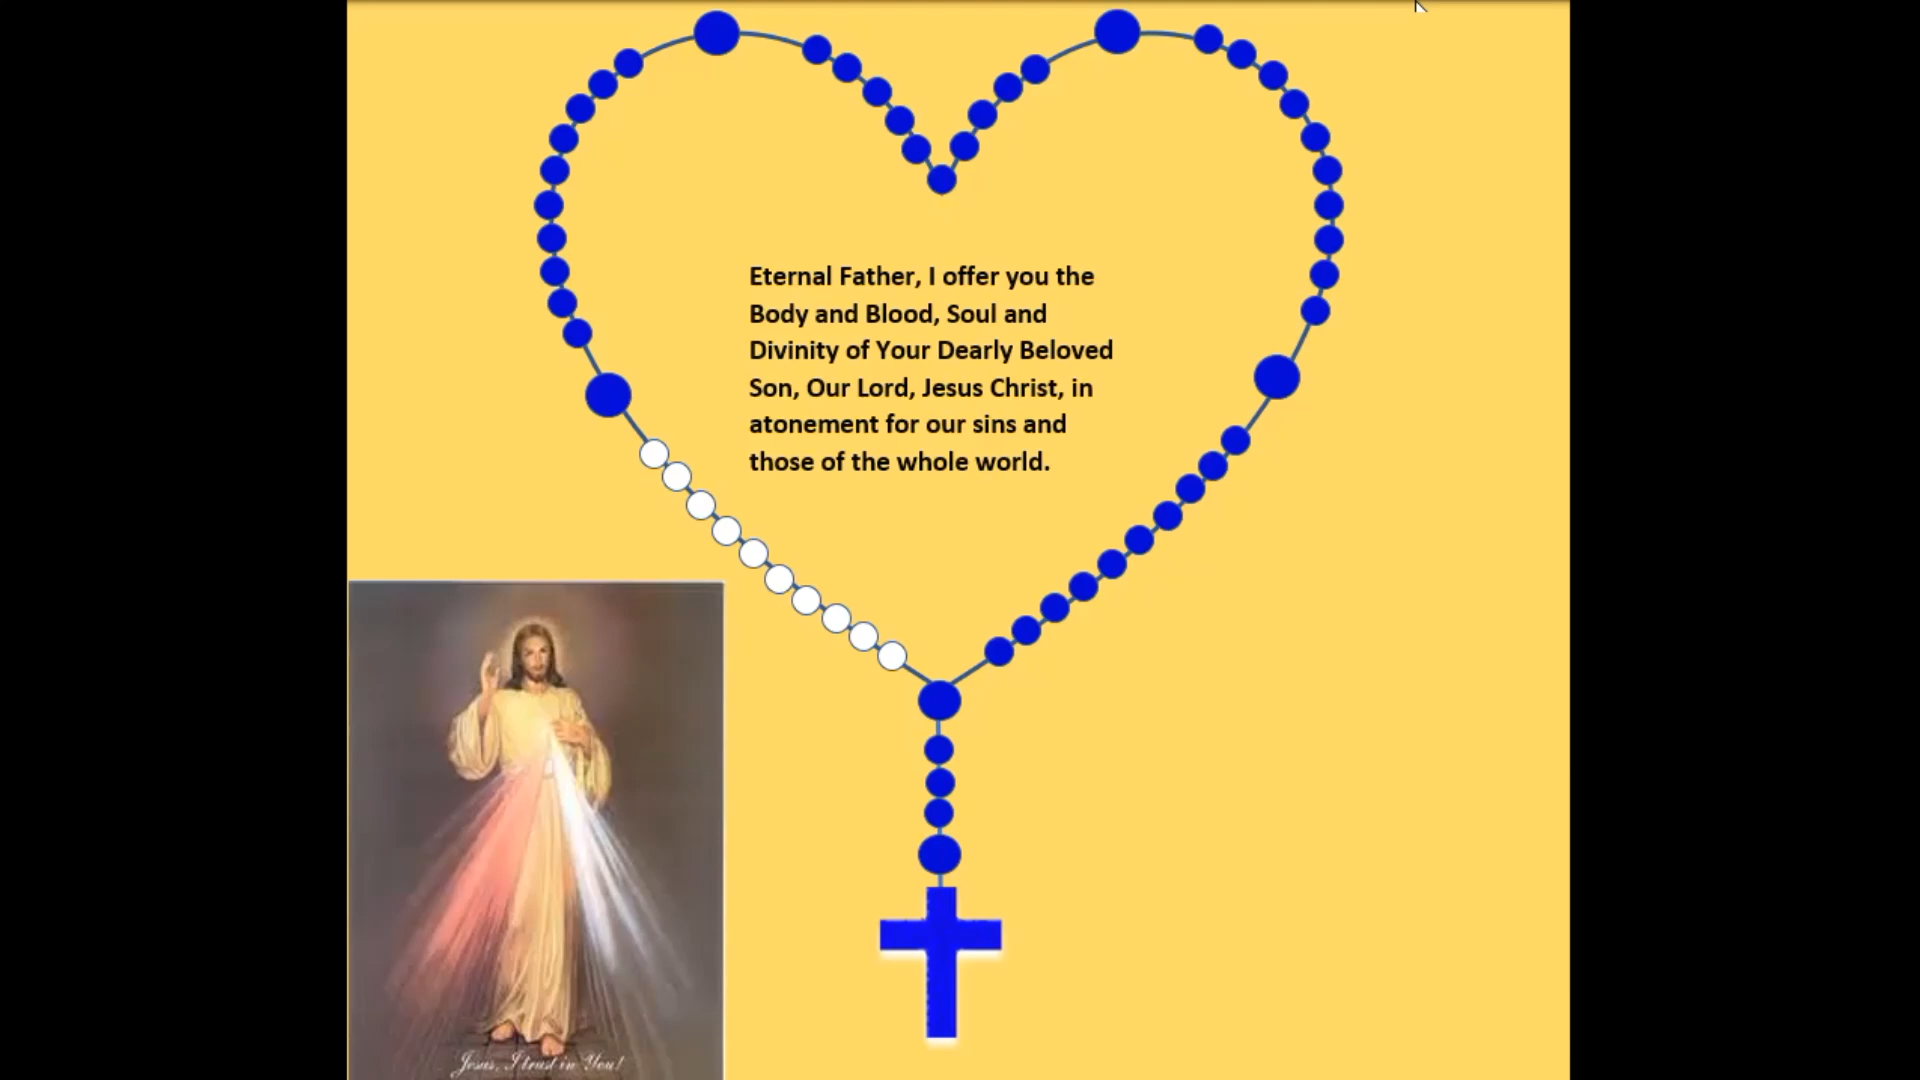 Eternal Father, I offer you the
Body and Blood, Soul and
Divinity of Your Dearly Beloved
Son, Our Lord, Jesus Christ, in
atonement for our sins and
those of the whole world.
Jesus, I trust in You!